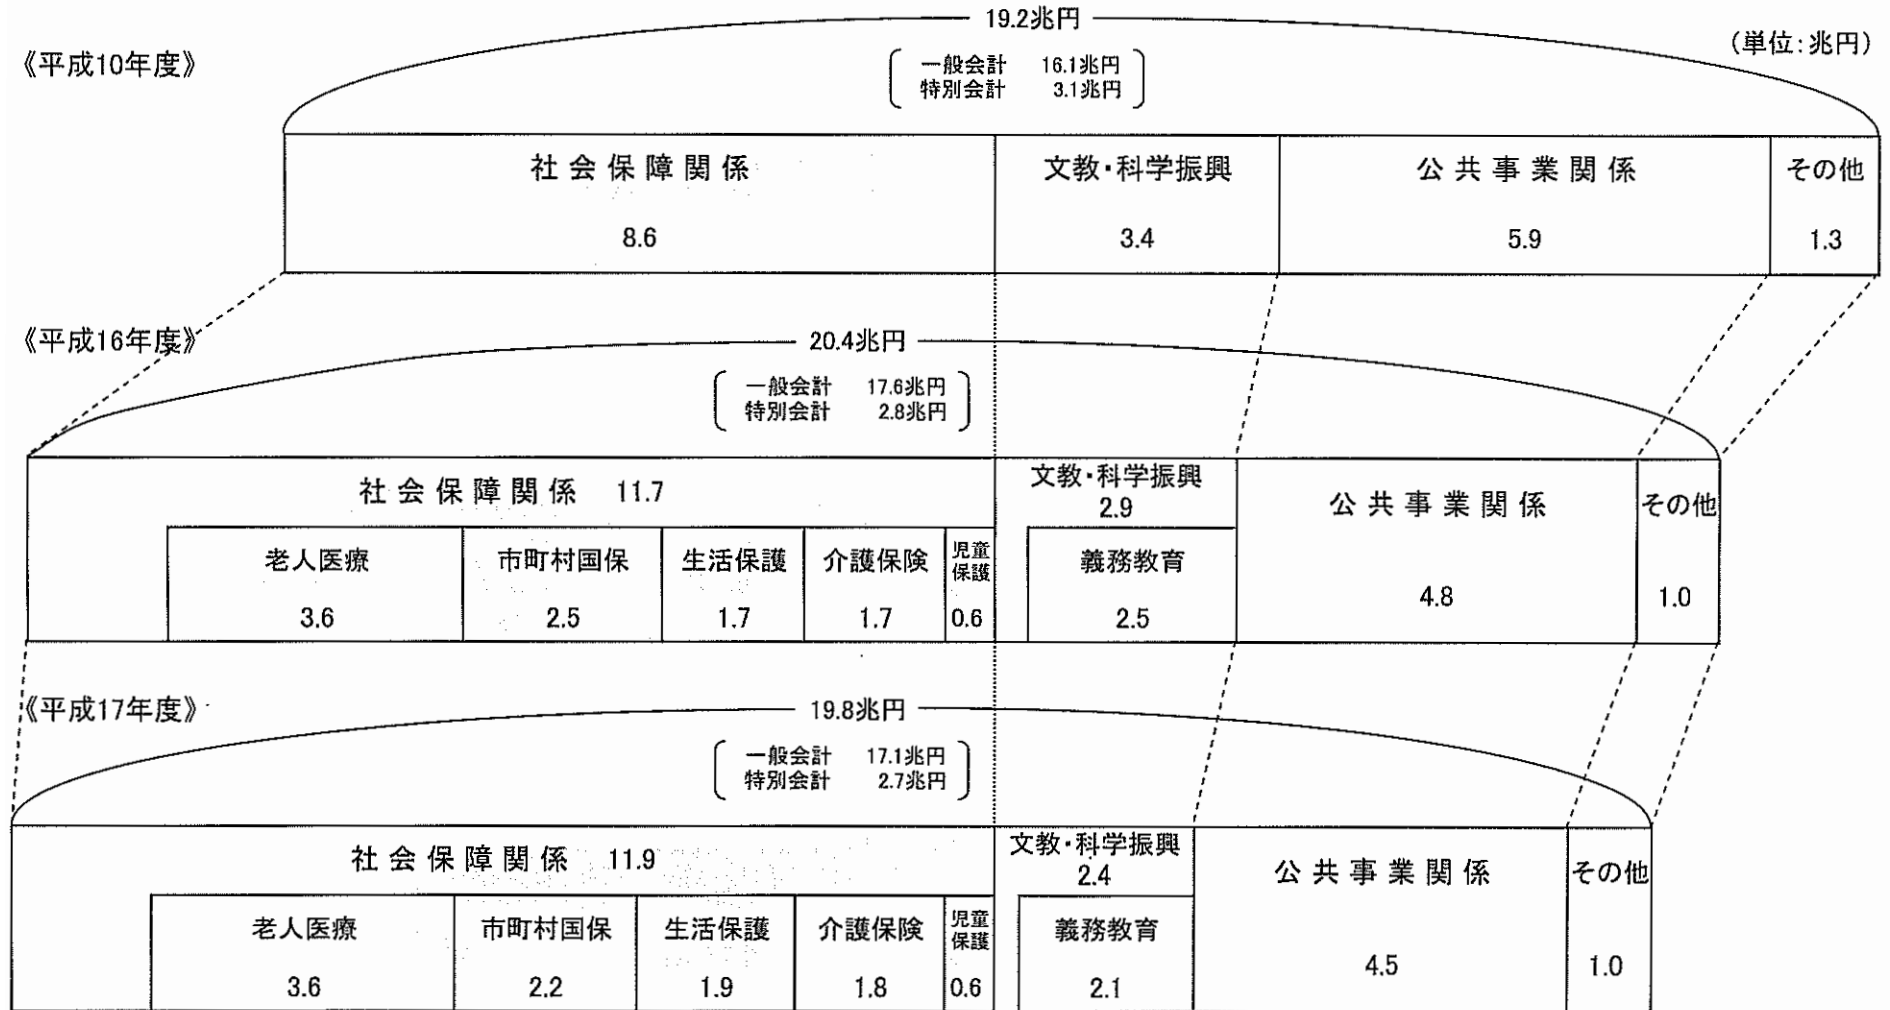 19.2兆円
(単位:兆円)
《平成10年度》
一般会計 16.1兆円
特別会計 3.1兆円
社会保障関係 文教・科学振興 公共事業関係 その他
8.6 3.4 5.9 1.3
《平成16年度》
20.4兆円
一般会計 17.6兆円
特別会計 2.8兆円
社会保障関係 11.7
文教・科学振興
2.9
公共事業関係 その他
老人医療 市町村国保 生活保護 介護保険 児童
保護
義務教育
3.6 2.5 1.7 1.7 0.6 2.5 4.8 1.0
《平成17年度》
19.8兆円
一般会計 17.1兆円
特別会計 2.7兆円
社会保障関係 11.9
文教・科学振興
2.4
公共事業関係 その他
老人医療 市町村国保 生活保護 介護保険 児童
保護
義務教育
3.6 2.2 1.9 1.8 0.6 2.1 4.5 1.0